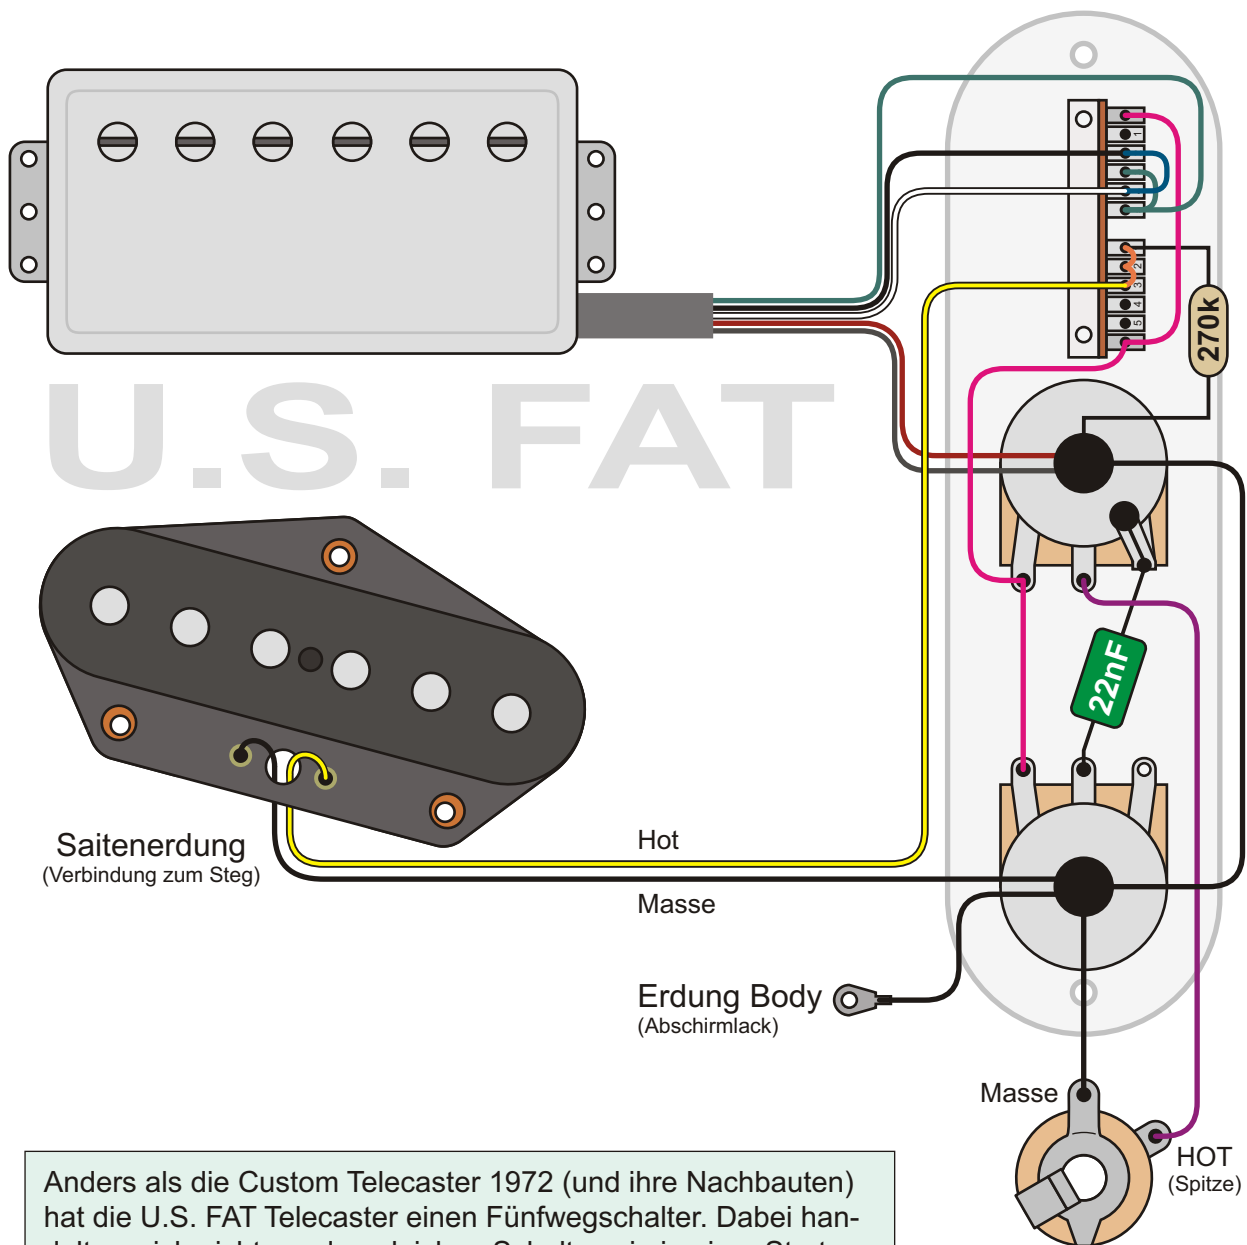 1
2
3
4
5
270k
U.S. FAT
22nF
Saitenerdung
(Verbindung zum Steg)
Hot
Masse
Erdung Body
(Abschirmlack)
Masse
HOT
(Spitze)
Anders als die Custom Telecaster 1972 (und ihre Nachbauten)
hat die U.S. FAT Telecaster einen Fünfwegschalter. Dabei han-